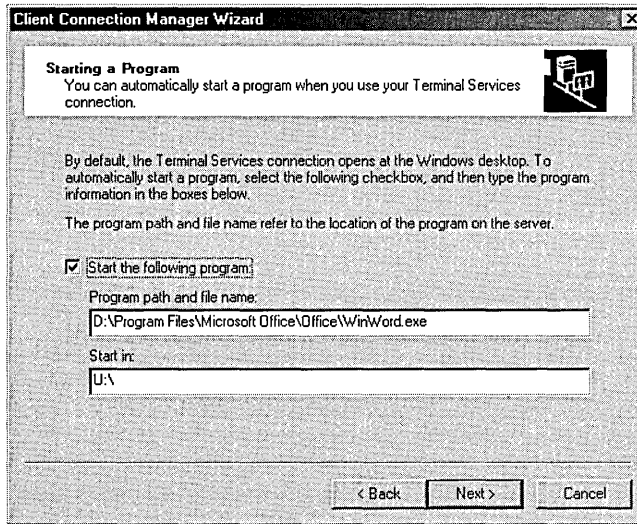 Client Connection Manager Wizard
Starting a Program
You can automatically start a program when you use your Terminal Services
connection.
By default, the Terminal Services connection opens at the Windows desktop. To
automatically start a program, select the following checkbox, and then type the program
information in the boxes below.
The program path and file name refer to the location of the program on the server.
Start the following program:
Program path and file name:
D:\Program Files\Microsoft Office\Office\WinWord.exe
Start in:
U:\
< Back
Next >
Cancel